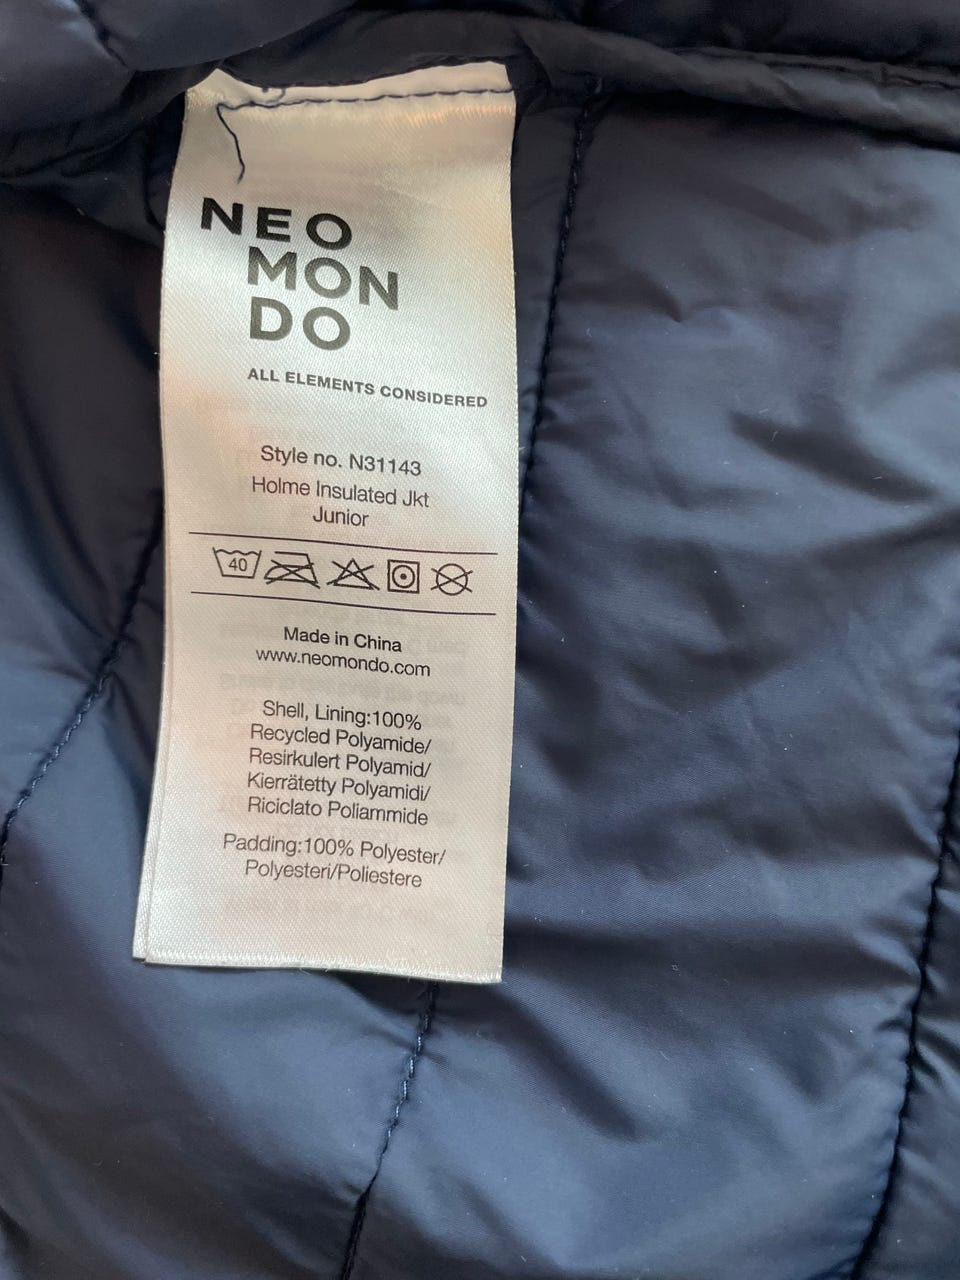 NEO
MON
DO
ALL ELEMENTS CONSIDERED
Style no. N31143
Holme Insulated Jkt
Junior
40
Made in China
www.neomondo.com
Shell, Lining:100%
Recycled Polyamide/
Resirkulert Polyamid/
Kierrätetty Polyamidi/
Riciclato Poliammide
Padding:100% Polyester/
Polyesteri/Poliestere